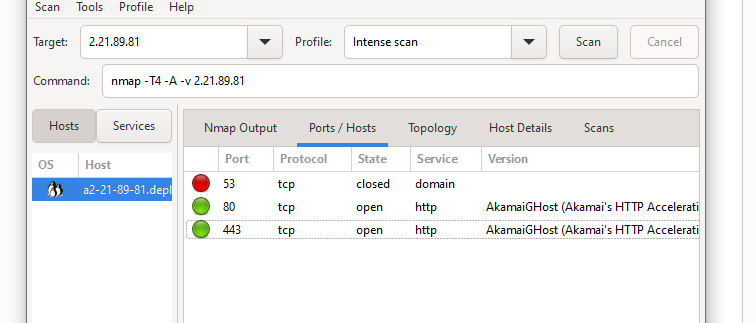 Scan Tools Profile Help
Target: 2.21.89.81 Profile: Intense scan Scan Cancel
Command: nmap -T4 -A -v 2.21.89.81
Hosts Services Nmap Output Ports / Hosts Topology Host Details Scans
OS Host Port Protocol State Service Version
a2-21-89-81.depl 53 tcp closed domain
80 tcp open http AkamaiGHost (Akamai's HTTP Accelerati
443 tcp open http AkamaiGHost (Akamai's HTTP Accelerati